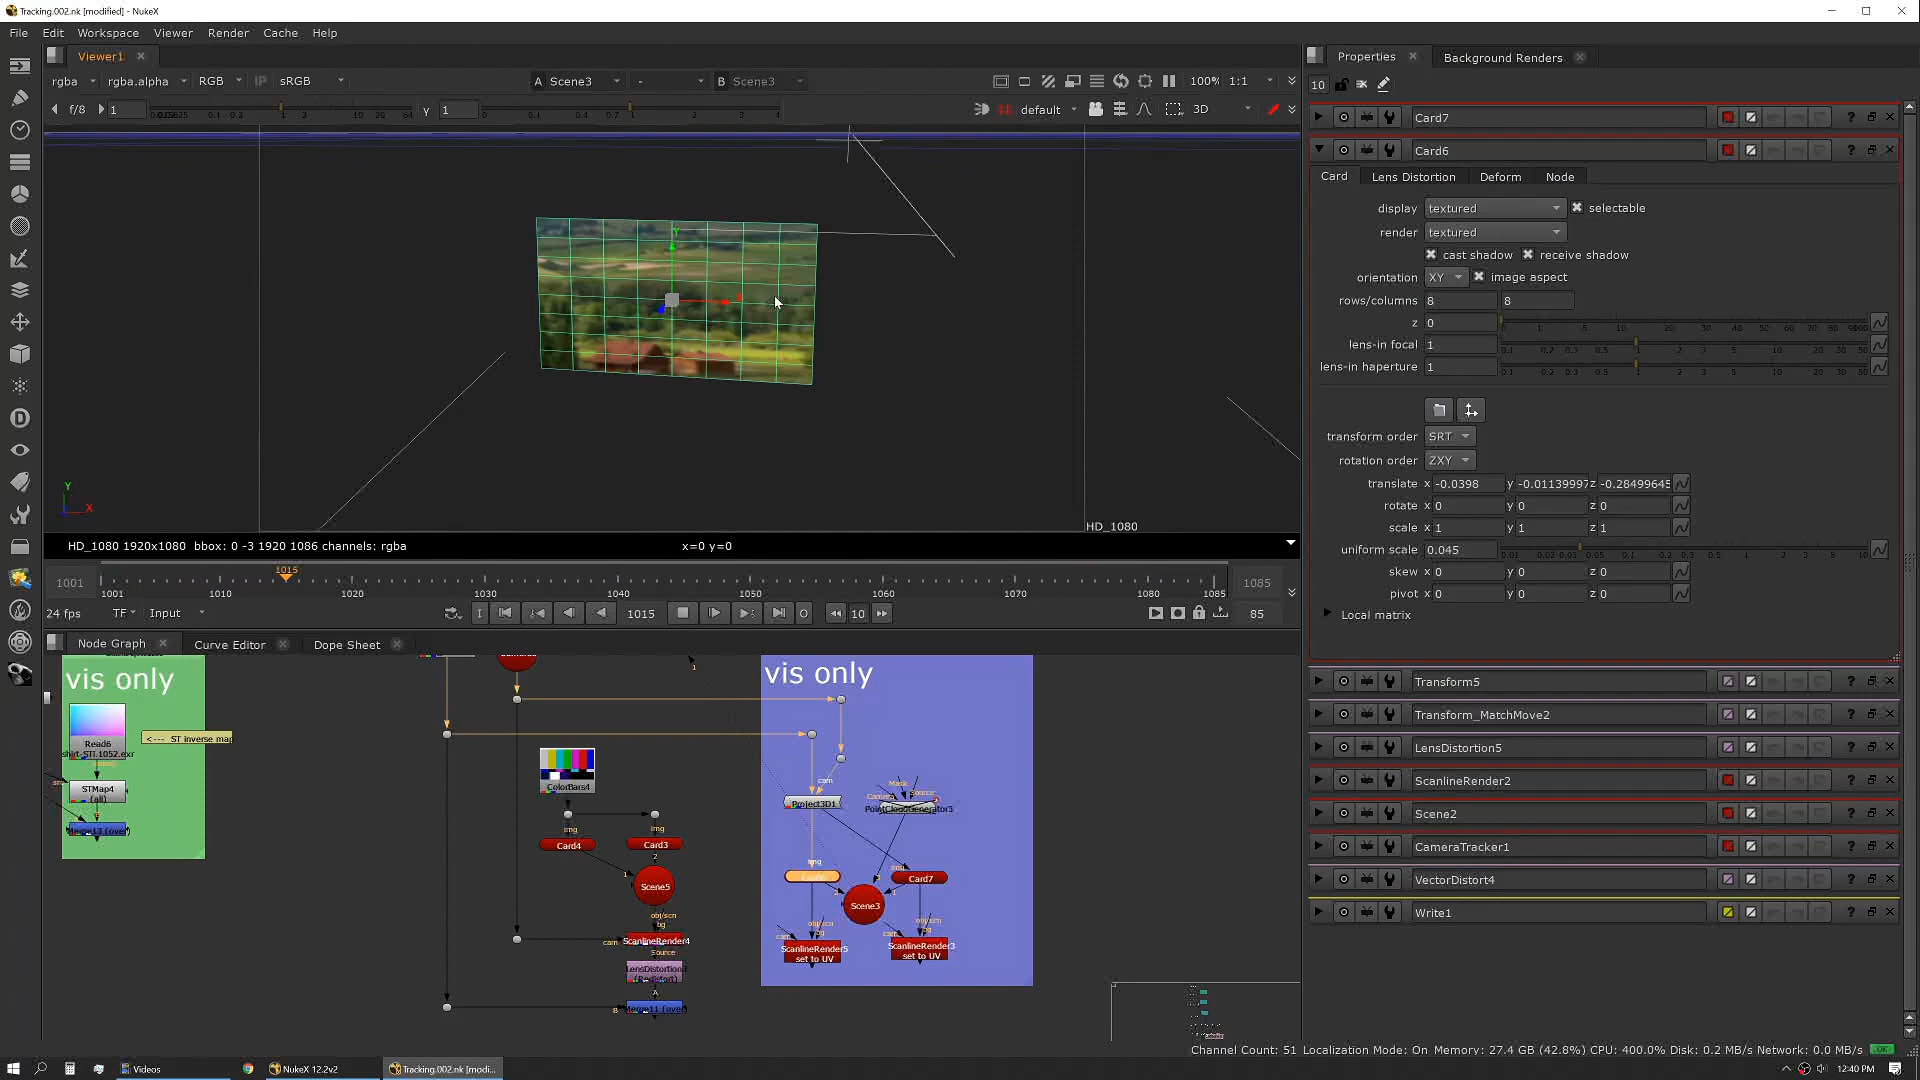 Tracking.002.nk [modified] - NukeX
File Edit Workspace Viewer Render Cache Help
Viewer1
rgba rgba.alpha RGB IP sRGB A Scene3 - B Scene3 100% 1:1
f/8 1 y 1 default 3D
Y
X
HD_1080
HD_1080 1920x1080 bbox: 0 -3 1920 1086 channels: rgba x=0 y=0
1015
1001 1001 1010 1020 1030 1040 1050 1060 1070 1080 1085 1085
24 fps TF Input 1015 10 85
Node Graph Curve Editor Dope Sheet
vis only
Read6
<--- ST inverse map
STMap4
(all)
ColorBars4
img img
Card4 Card3
2
1
Scene5
obj/scn
bg
cam ScanlineRender4
Source
A
B Merge11 (over)
vis only
cam
Mask
Project3D1 PointCloudGenerator3
img
Card7
Scene3
obj/scn obj/scn
bg bg
cam cam
ScanlineRender5
set to UV
ScanlineRender3
set to UV
Properties Background Renders
10
Card7
Card6
Card Lens Distortion Deform Node
display textured selectable
render textured
cast shadow receive shadow
orientation XY image aspect
rows/columns 8 8
z 0
lens-in focal 1
lens-in haperture 1
transform order SRT
rotation order ZXY
translate x -0.0398 y -0.01139997 z -0.28499645
rotate x 0 y 0 z 0
scale x 1 y 1 z 1
uniform scale 0.045
skew x 0 y 0 z 0
pivot x 0 y 0 z 0
Local matrix
Transform5
Transform_MatchMove2
LensDistortion5
ScanlineRender2
Scene2
CameraTracker1
VectorDistort4
Write1
Channel Count: 51 Localization Mode: On Memory: 27.4 GB (42.8%) CPU: 400.0% Disk: 0.2 MB/s Network: 0.0 MB/s
Videos NukeX 12.2v2 Tracking.002.nk [modi... 12:40 PM